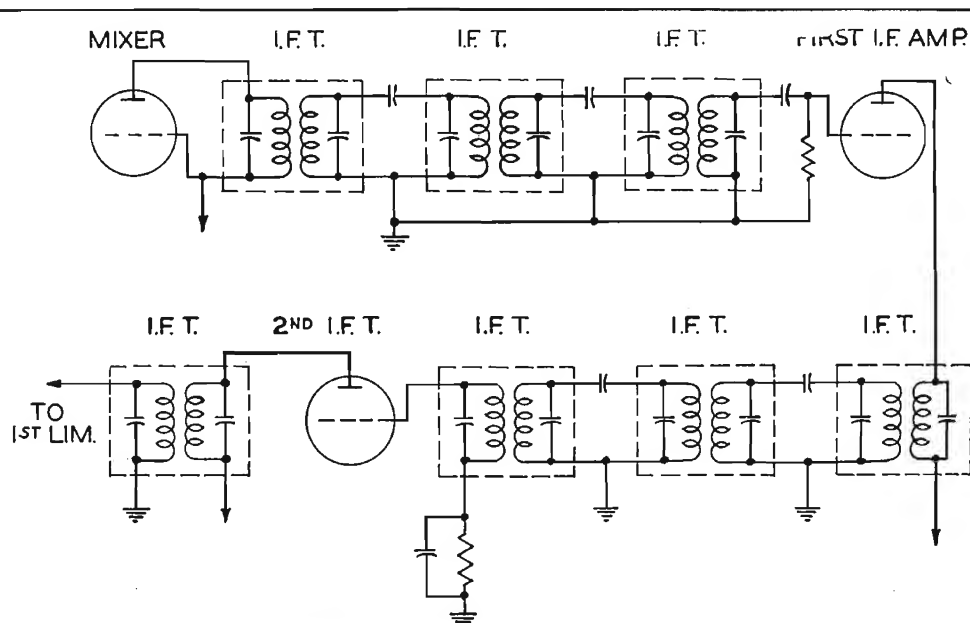 MIXER I.F.T. I.F.T. I.F.T. FIRST I.F. AMP.
I.F.T. 2ND I.F.T. I.F.T. I.F.T. I.F.T.
TO
1ST LIM.